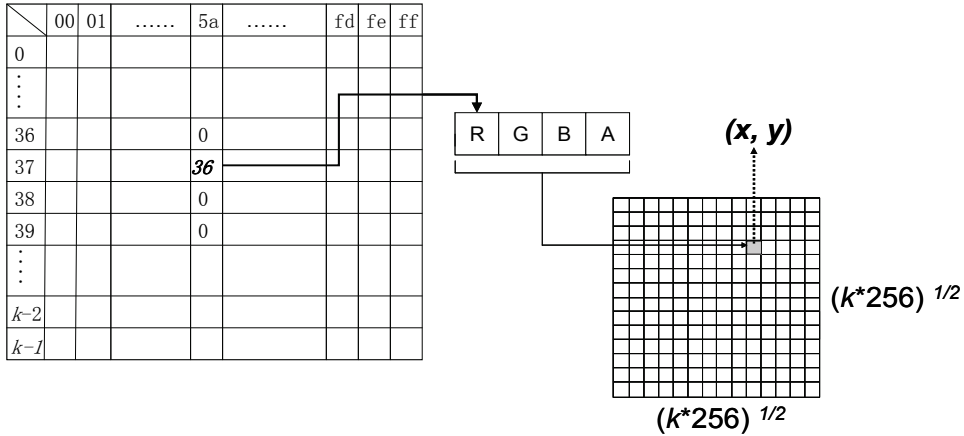 00 01 ...... 5a ...... fd fe ff
0
⋮
36 0
37 36
38 0
39 0
⋮
k-2
k-1
R G B A
(x, y)
(k*256) 1/2
(k*256) 1/2